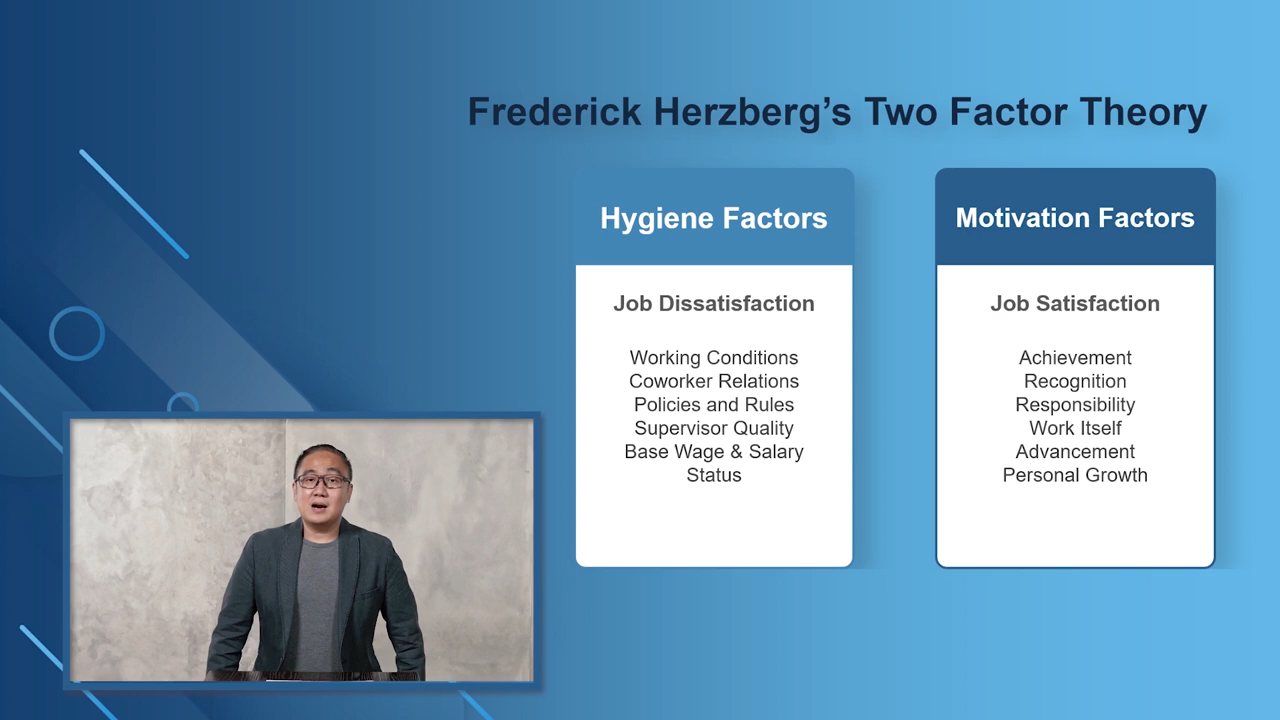 Frederick Herzberg’s Two Factor Theory
Hygiene Factors
Job Dissatisfaction
Working Conditions
Coworker Relations
Policies and Rules
Supervisor Quality
Base Wage & Salary
Status
Motivation Factors
Job Satisfaction
Achievement
Recognition
Responsibility
Work Itself
Advancement
Personal Growth